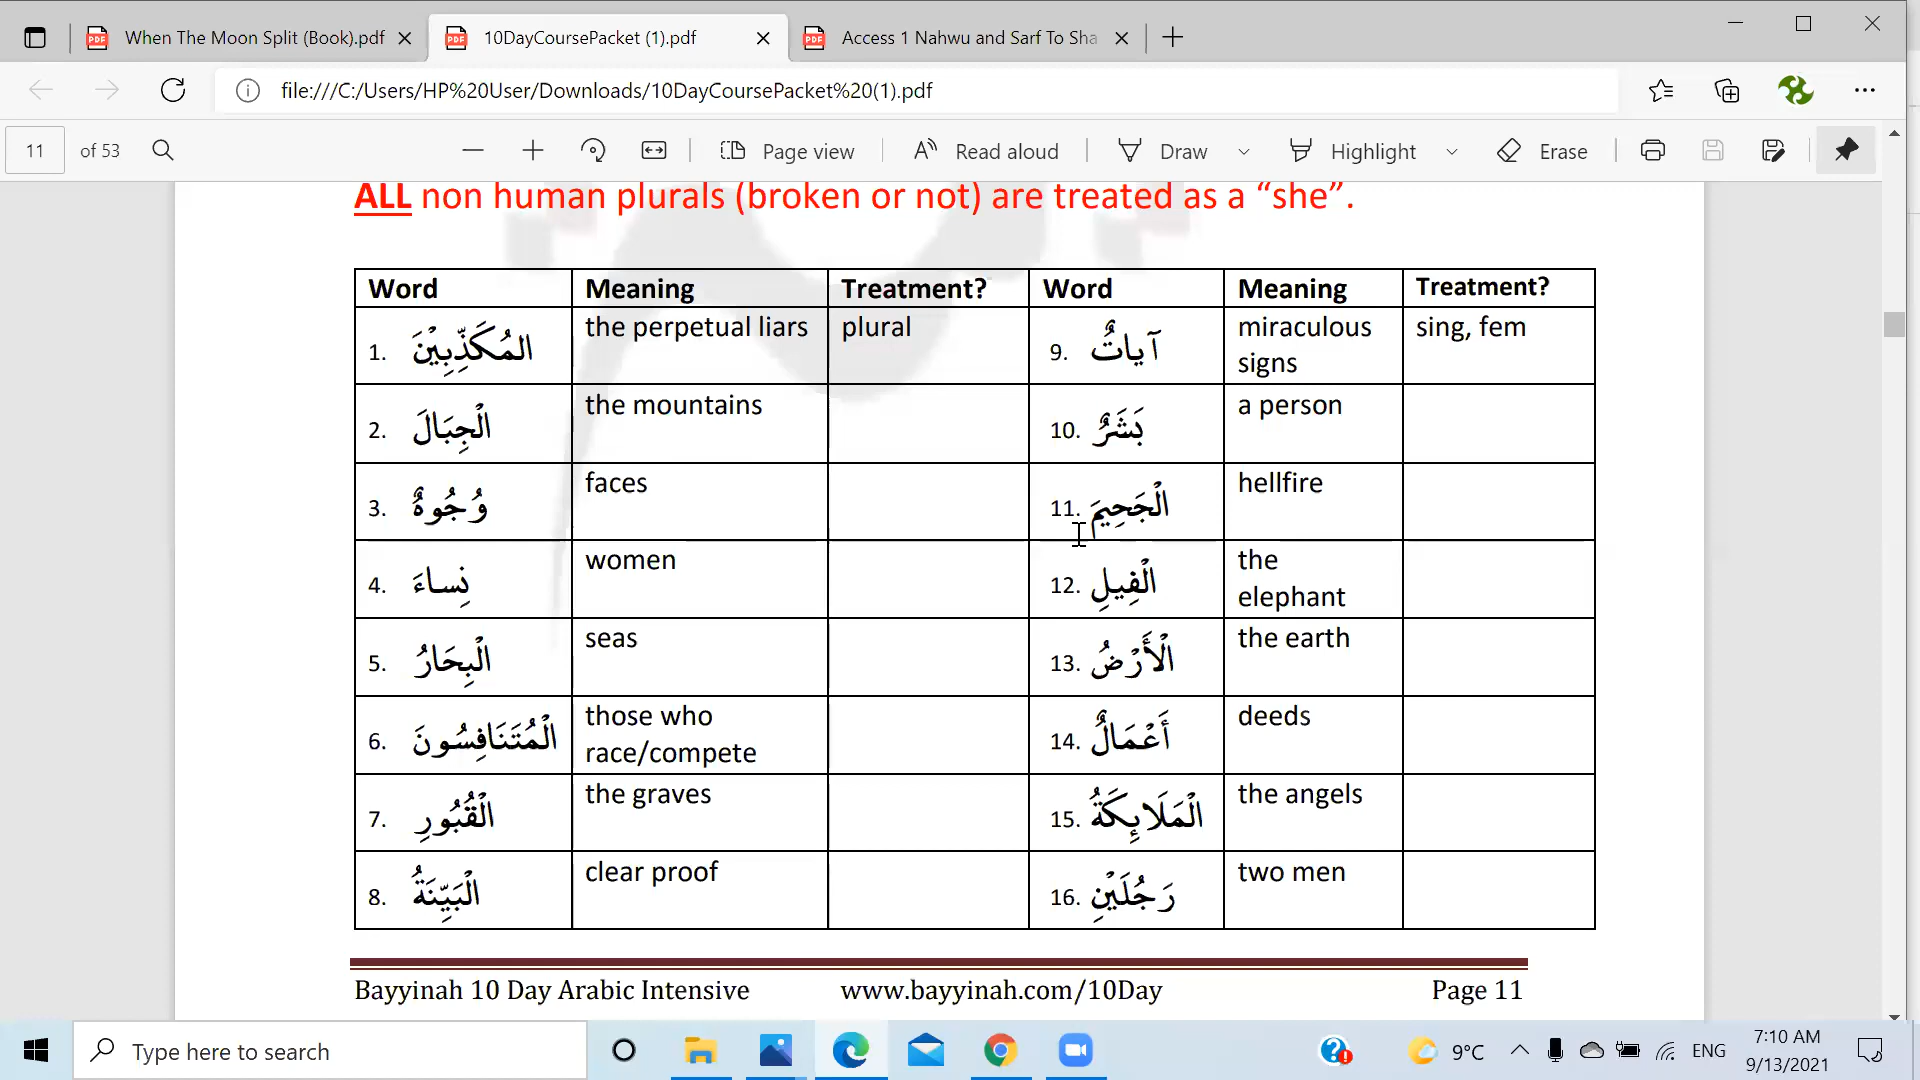 When The Moon Split (Book).pdf
10DayCoursePacket (1).pdf
Access 1 Nahwu and Sarf To Sha
file:///C:/Users/HP%20User/Downloads/10DayCoursePacket%20(1).pdf
11 of 53
Page view
Read aloud
Draw
Highlight
Erase
ALL non human plurals (broken or not) are treated as a “she”.
Word Meaning Treatment? Word Meaning Treatment?
1. المُكَذِّبِيْنَ the perpetual liars plural 9. آياتٌ miraculous signs sing, fem
2. الْجِبَالَ the mountains 10. بَشَرٌ a person
3. وُجُوهٌ faces 11. الْجَحِيمَ hellfire
4. نِساءَ women 12. الْفِيلِ the elephant
5. الْبِحَارُ seas 13. الْأَرْضُ the earth
6. الْمُتَنَافِسُونَ those who race/compete 14. أَعْمَالٌ deeds
7. الْقُبُورِ the graves 15. الْمَلَائِكَةُ the angels
8. الْبَيِّنَةُ clear proof 16. رَجُلَيْنِ two men
Bayyinah 10 Day Arabic Intensive www.bayyinah.com/10Day Page 11
Type here to search
9°C
ENG
7:10 AM
9/13/2021